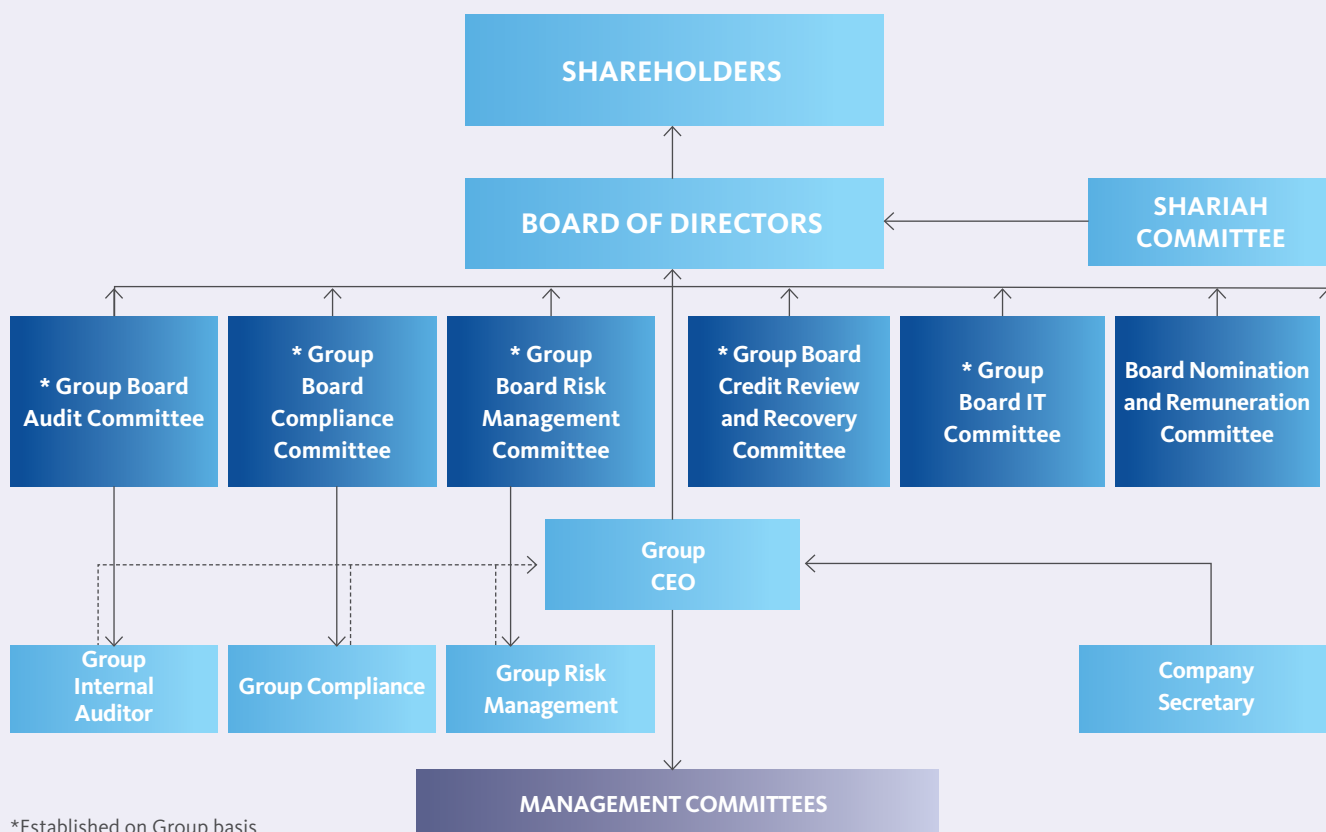 SHAREHOLDERS
BOARD OF DIRECTORS
SHARIAH
COMMITTEE
* Group Board
Audit Committee
* Group
Board
Compliance
Committee
* Group
Board Risk
Management
Committee
* Group Board
Credit Review
and Recovery
Committee
* Group
Board IT
Committee
Board Nomination
and Remuneration
Committee
Group
CEO
Group
Internal
Auditor
Group Compliance
Group Risk
Management
Company
Secretary
MANAGEMENT COMMITTEES
*Established on Group basis